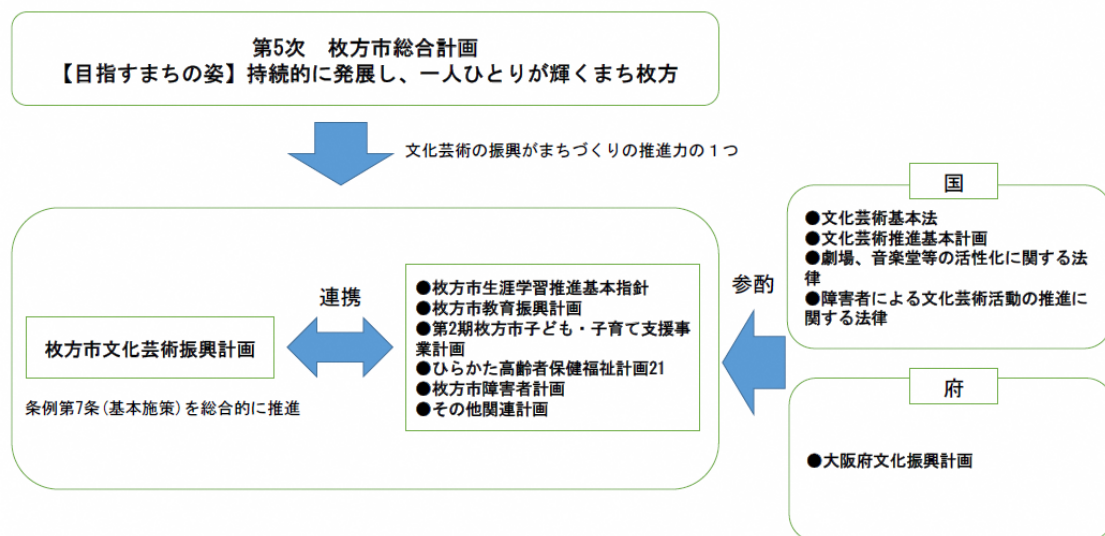 第5次 枚方市総合計画
【目指すまちの姿】持続的に発展し、一人ひとりが輝くまち枚方
文化芸術の振興がまちづくりの推進力の１つ
枚方市文化芸術振興計画
条例第7条(基本施策)を総合的に推進
連携
●枚方市生涯学習推進基本指針
●枚方市教育振興計画
●第2期枚方市子ども・子育て支援事
業計画
●ひらかた高齢者保健福祉計画21
●枚方市障害者計画
●その他関連計画
参酌
国
●文化芸術基本法
●文化芸術推進基本計画
●劇場、音楽堂等の活性化に関する法
律
●障害者による文化芸術活動の推進に
関する法律
府
●大阪府文化振興計画